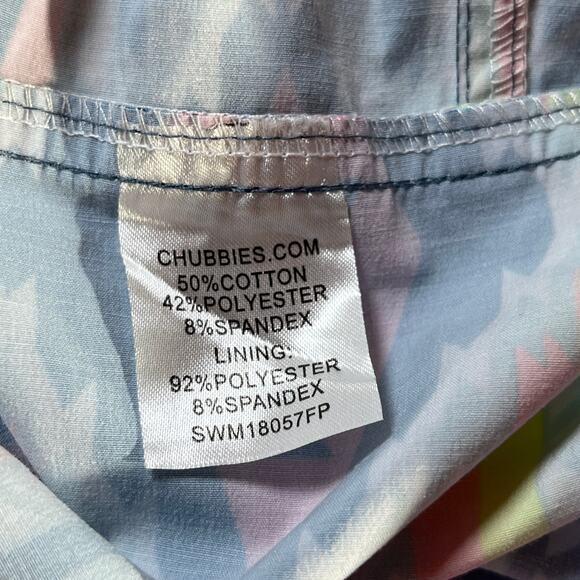 CHUBBIES.COM
50%COTTON
42%POLYESTER
8%SPANDEX
LINING:
92%POLYESTER
8%SPANDEX
SWM18057FP